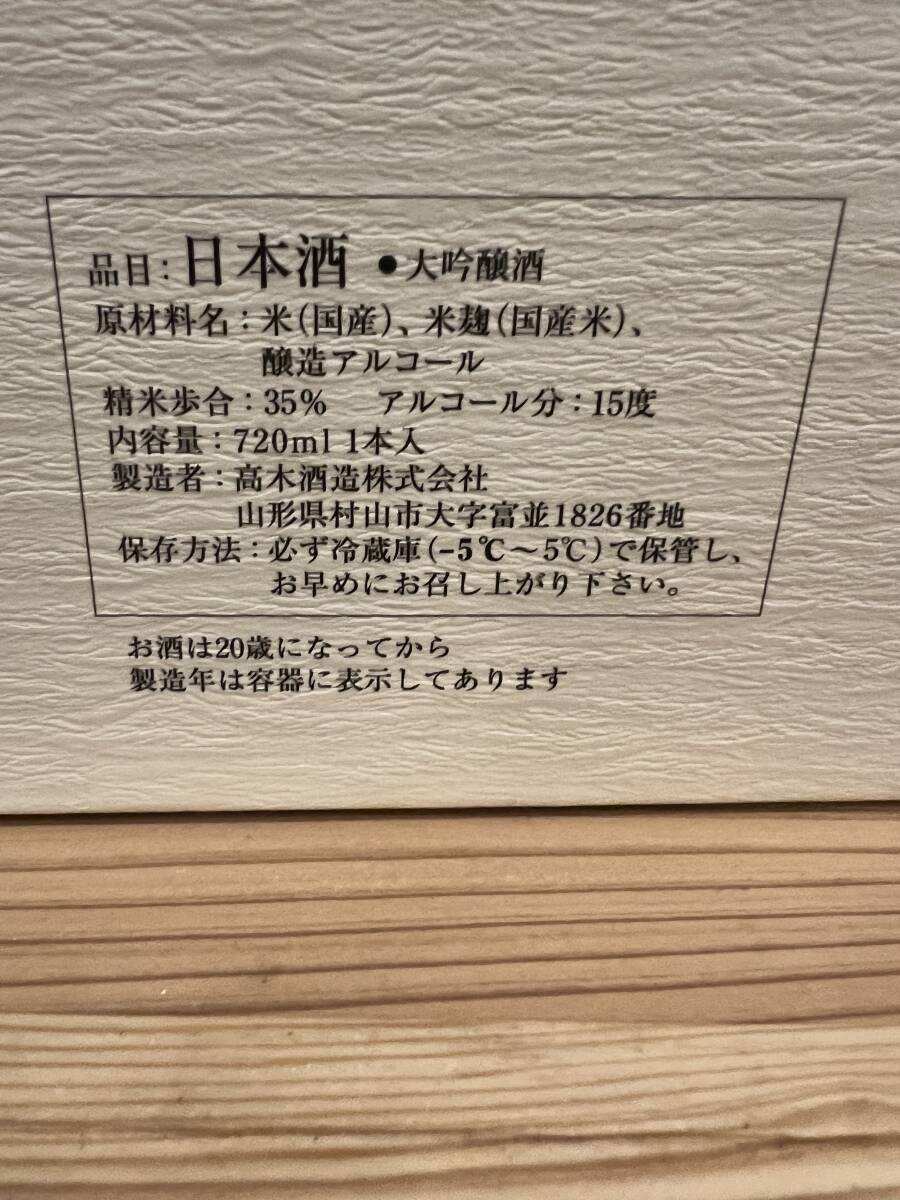 品目：日本酒 ●大吟醸酒
原材料名：米（国産）、米麹（国産米）、
醸造アルコール
精米歩合：35％ アルコール分：15度
内容量：720ml 1本入
製造者：高木酒造株式会社
山形県村山市大字富並1826番地
保存方法：必ず冷蔵庫（-5℃～5℃）で保管し、
お早めにお召し上がり下さい。
お酒は20歳になってから
製造年は容器に表示してあります